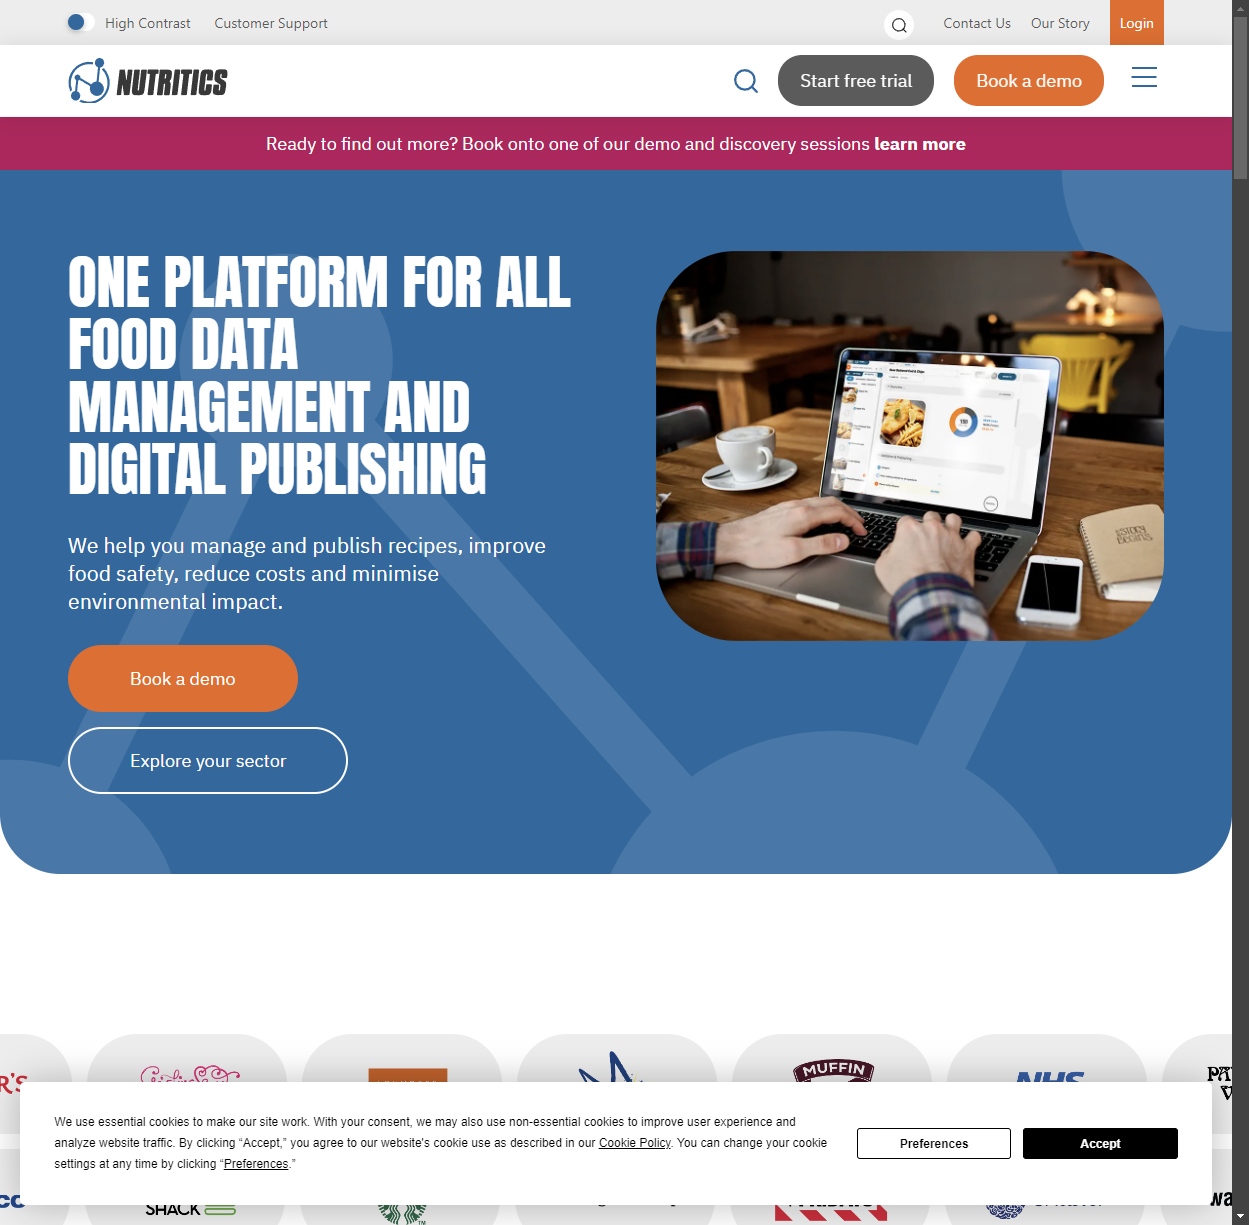 High Contrast
Customer Support
Contact Us
Our Story
Login
NUTRITICS
Start free trial
Book a demo
Ready to find out more? Book onto one of our demo and discovery sessions learn more
ONE PLATFORM FOR ALL
FOOD DATA
MANAGEMENT AND
DIGITAL PUBLISHING
We help you manage and publish recipes, improve
food safety, reduce costs and minimise
environmental impact.
Book a demo
Explore your sector
MUFFIN
NHS
We use essential cookies to make our site work. With your consent, we may also use non-essential cookies to improve user experience and
analyze website traffic. By clicking “Accept,” you agree to our website's cookie use as described in our Cookie Policy. You can change your cookie
settings at any time by clicking “Preferences.”
Preferences
Accept
SHACK